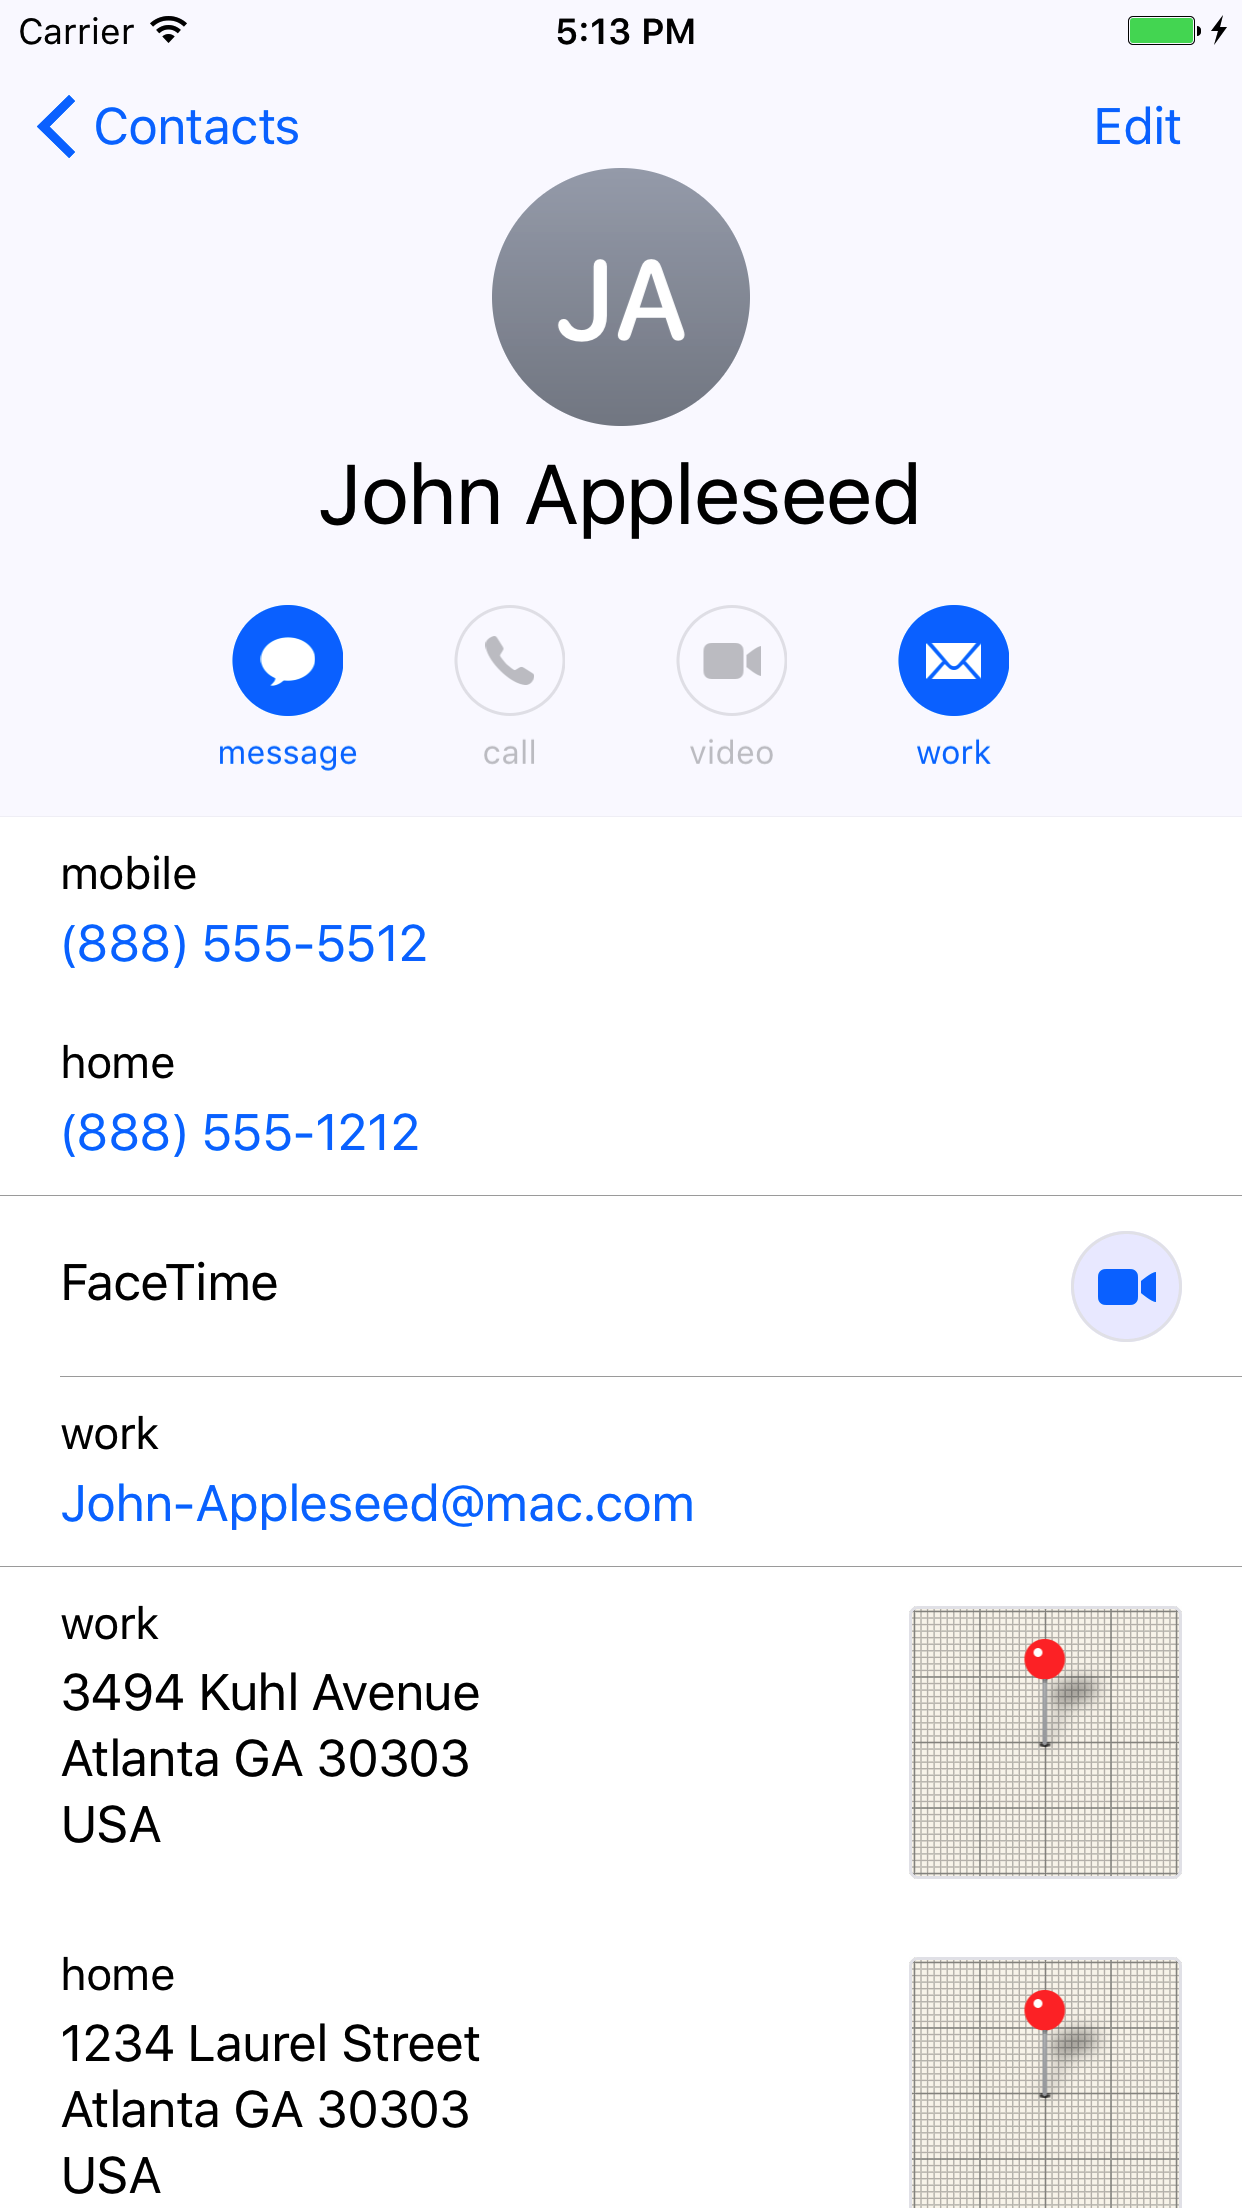 Carrier 5:13 PM
Contacts Edit
JA
John Appleseed
message call video work
mobile
(888) 555-5512
home
(888) 555-1212
FaceTime
work
John-Appleseed@mac.com
work
3494 Kuhl Avenue
Atlanta GA 30303
USA
home
1234 Laurel Street
Atlanta GA 30303
USA